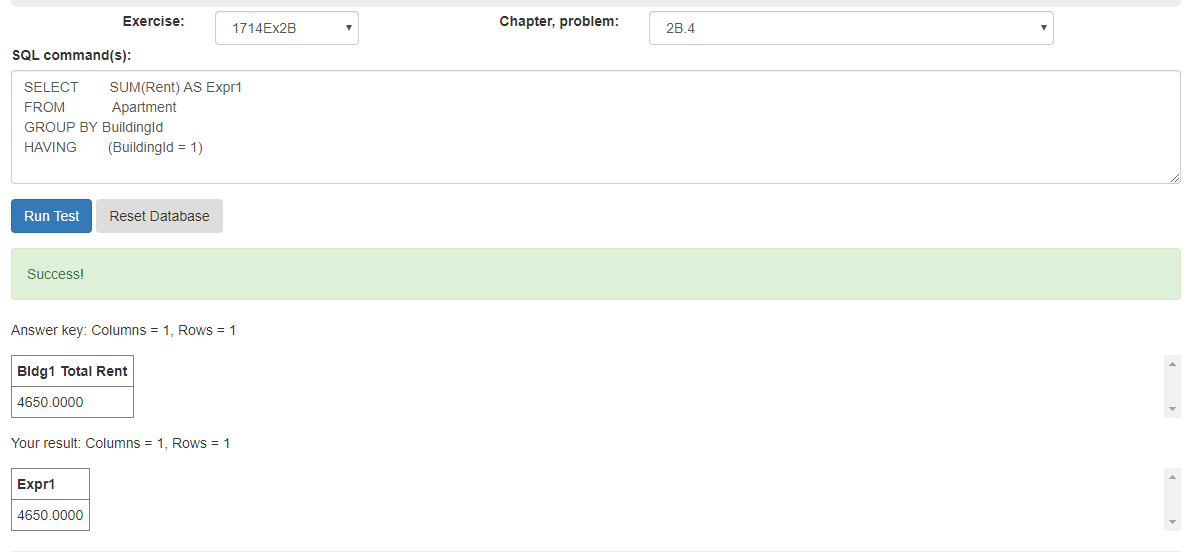 Exercise: 1714Ex2B Chapter, problem: 2B.4
SQL command(s):
SELECT SUM(Rent) AS Expr1
FROM Apartment
GROUP BY BuildingId
HAVING (BuildingId = 1)
Run Test Reset Database
Success!
Answer key: Columns = 1, Rows = 1
Bldg1 Total Rent
4650.0000
Your result: Columns = 1, Rows = 1
Expr1
4650.0000